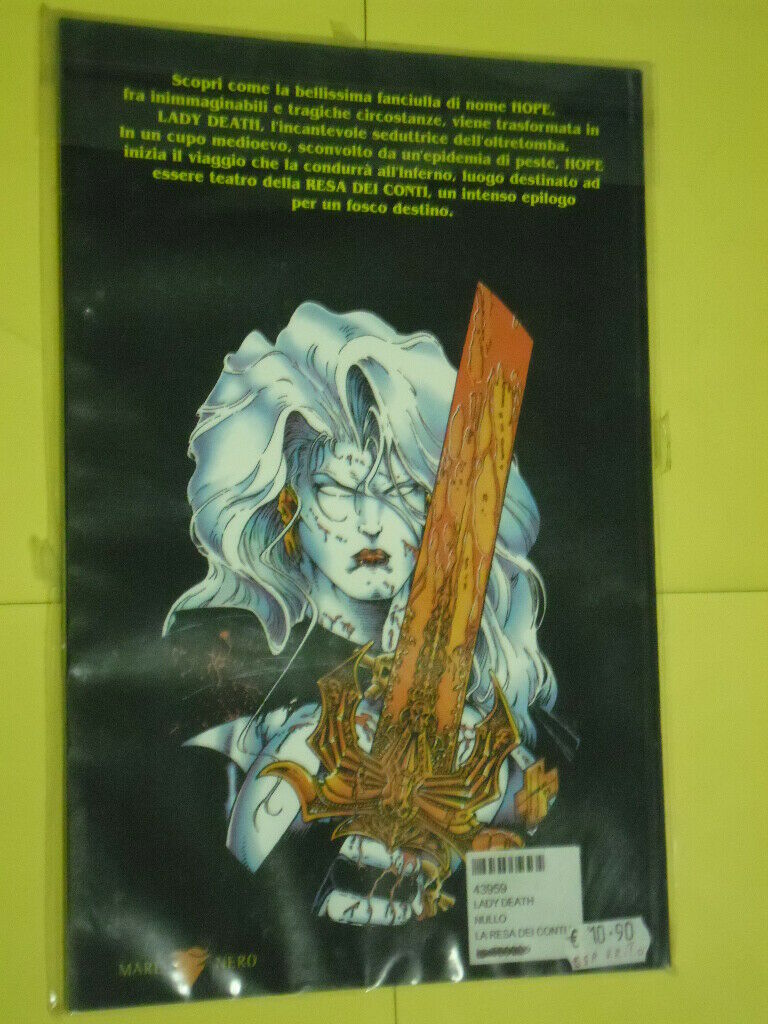 Scopri come la bellissima fanciulla di nome HOPE,
fra inimmaginabili e tragiche circostanze, viene trasformata in
LADY DEATH, l'incantevole seduttrice dell'oltretomba.
In un cupo medioevo, sconvolto da un'epidemia di peste, HOPE
inizia il viaggio che la condurrà all'Inferno, luogo destinato ad
essere teatro della RESA DEI CONTI, un intenso epilogo
per un fosco destino.
43959
LADY DEATH
NULLO
LA RESA DEI CONTI
€ 10.90
MARE NERO